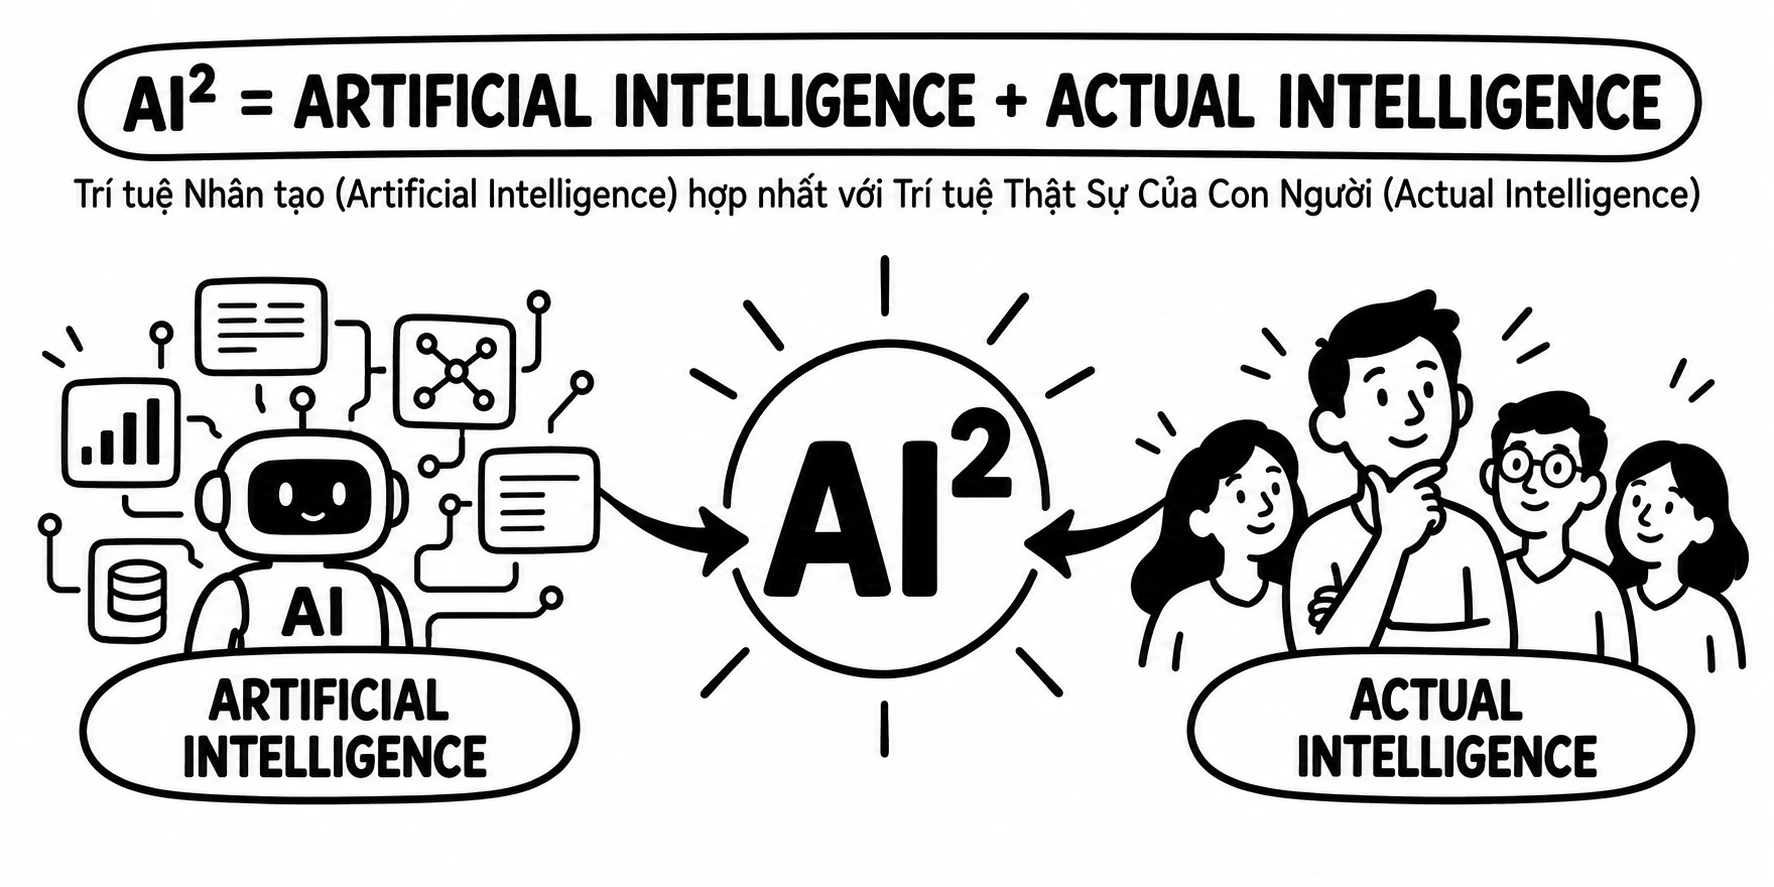 AI² = ARTIFICIAL INTELLIGENCE + ACTUAL INTELLIGENCE
Trí tuệ Nhân tạo (Artificial Intelligence) hợp nhất với Trí tuệ Thật Sự Của Con Người (Actual Intelligence)
AI
ARTIFICIAL
INTELLIGENCE
AI²
ACTUAL
INTELLIGENCE